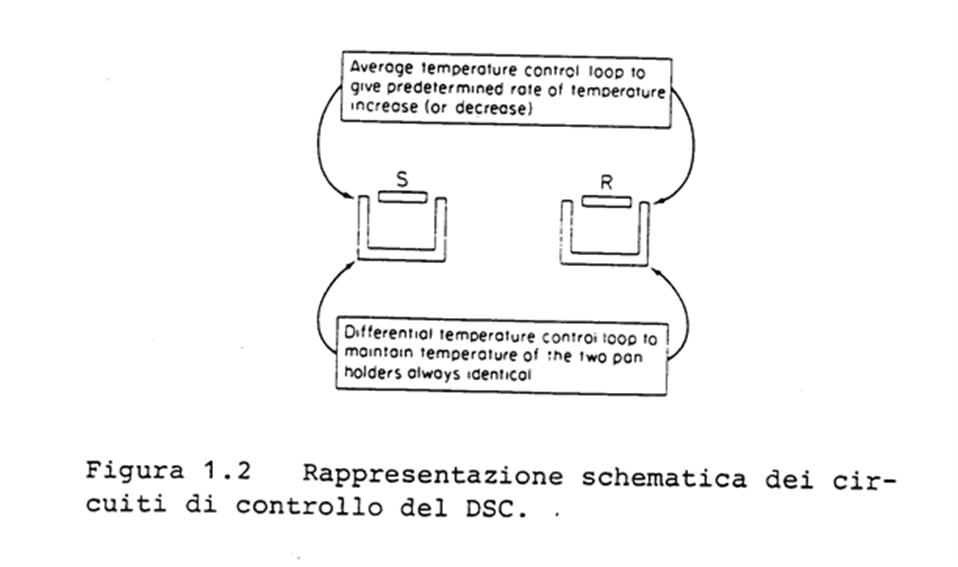 Average temperature control loop to
give predetermined rate of temperature
increase (or decrease)
S
R
Differential temperature control loop to
maintain temperature of the two pan
holders always identical
Figura 1.2 Rappresentazione schematica dei cir-
cuiti di controllo del DSC.